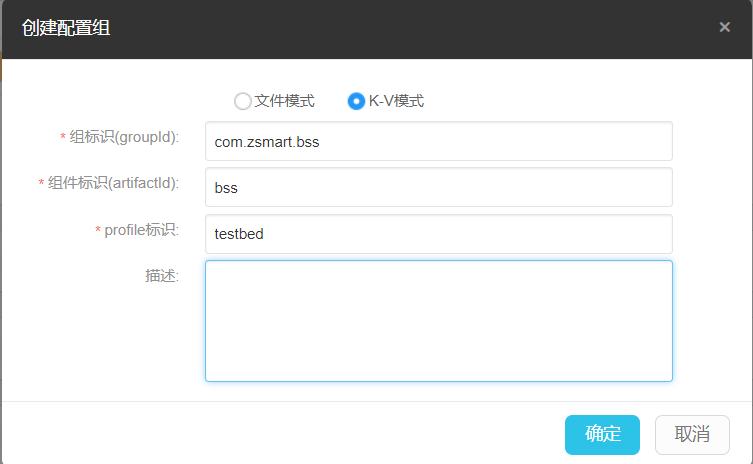 创建配置组 ×
文件模式 K-V模式
* 组标识(groupId): com.zsmart.bss
* 组件标识(artifactId): bss
* profile标识: testbed
描述:
确定 取消